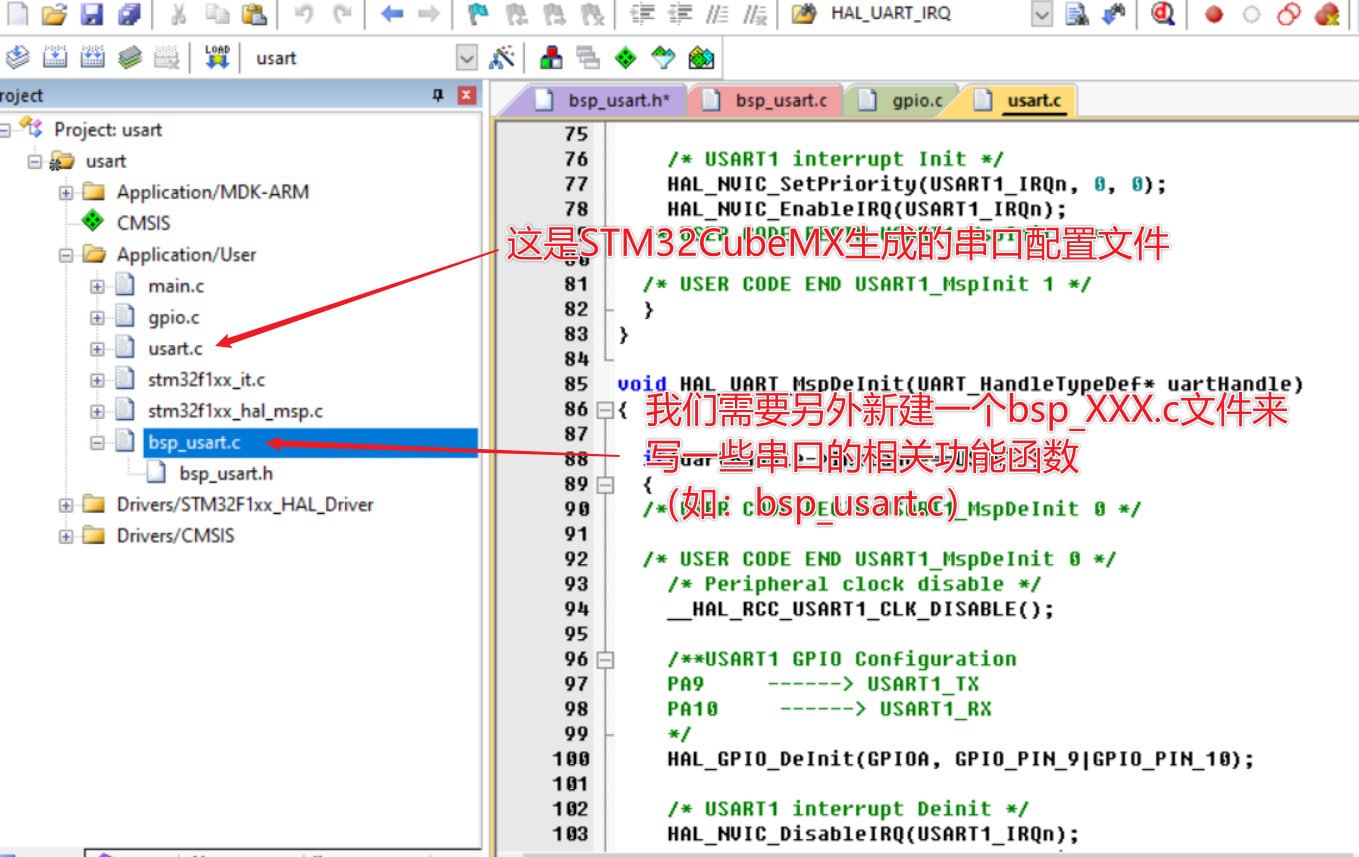 HAL_UART_IRQ
LOAD
usart
roject
Project: usart
usart
Application/MDK-ARM
CMSIS
Application/User
main.c
gpio.c
usart.c
stm32f1xx_it.c
stm32f1xx_hal_msp.c
bsp_usart.c
bsp_usart.h
Drivers/STM32F1xx_HAL_Driver
Drivers/CMSIS
bsp_usart.h*
bsp_usart.c
gpio.c
usart.c
75
76 /* USART1 interrupt Init */
77 HAL_NVIC_SetPriority(USART1_IRQn, 0, 0);
78 HAL_NVIC_EnableIRQ(USART1_IRQn);
这是STM32CubeMX生成的串口配置文件
81 /* USER CODE END USART1_MspInit 1 */
82 }
83 }
84
85 void HAL_UART_MspDeInit(UART_HandleTypeDef* uartHandle)
86 {
我们需要另外新建一个bsp_XXX.c文件来
87
写一些串口的相关功能函数
88
89 {
(如：bsp_usart.c)
90 _MspDeInit 0 */
91
92 /* USER CODE END USART1_MspDeInit 0 */
93 /* Peripheral clock disable */
94 __HAL_RCC_USART1_CLK_DISABLE();
95
96 /**USART1 GPIO Configuration
97 PA9 ------> USART1_TX
98 PA10 ------> USART1_RX
99 */
100 HAL_GPIO_DeInit(GPIOA, GPIO_PIN_9|GPIO_PIN_10);
101
102 /* USART1 interrupt Deinit */
103 HAL_NVIC_DisableIRQ(USART1_IRQn);